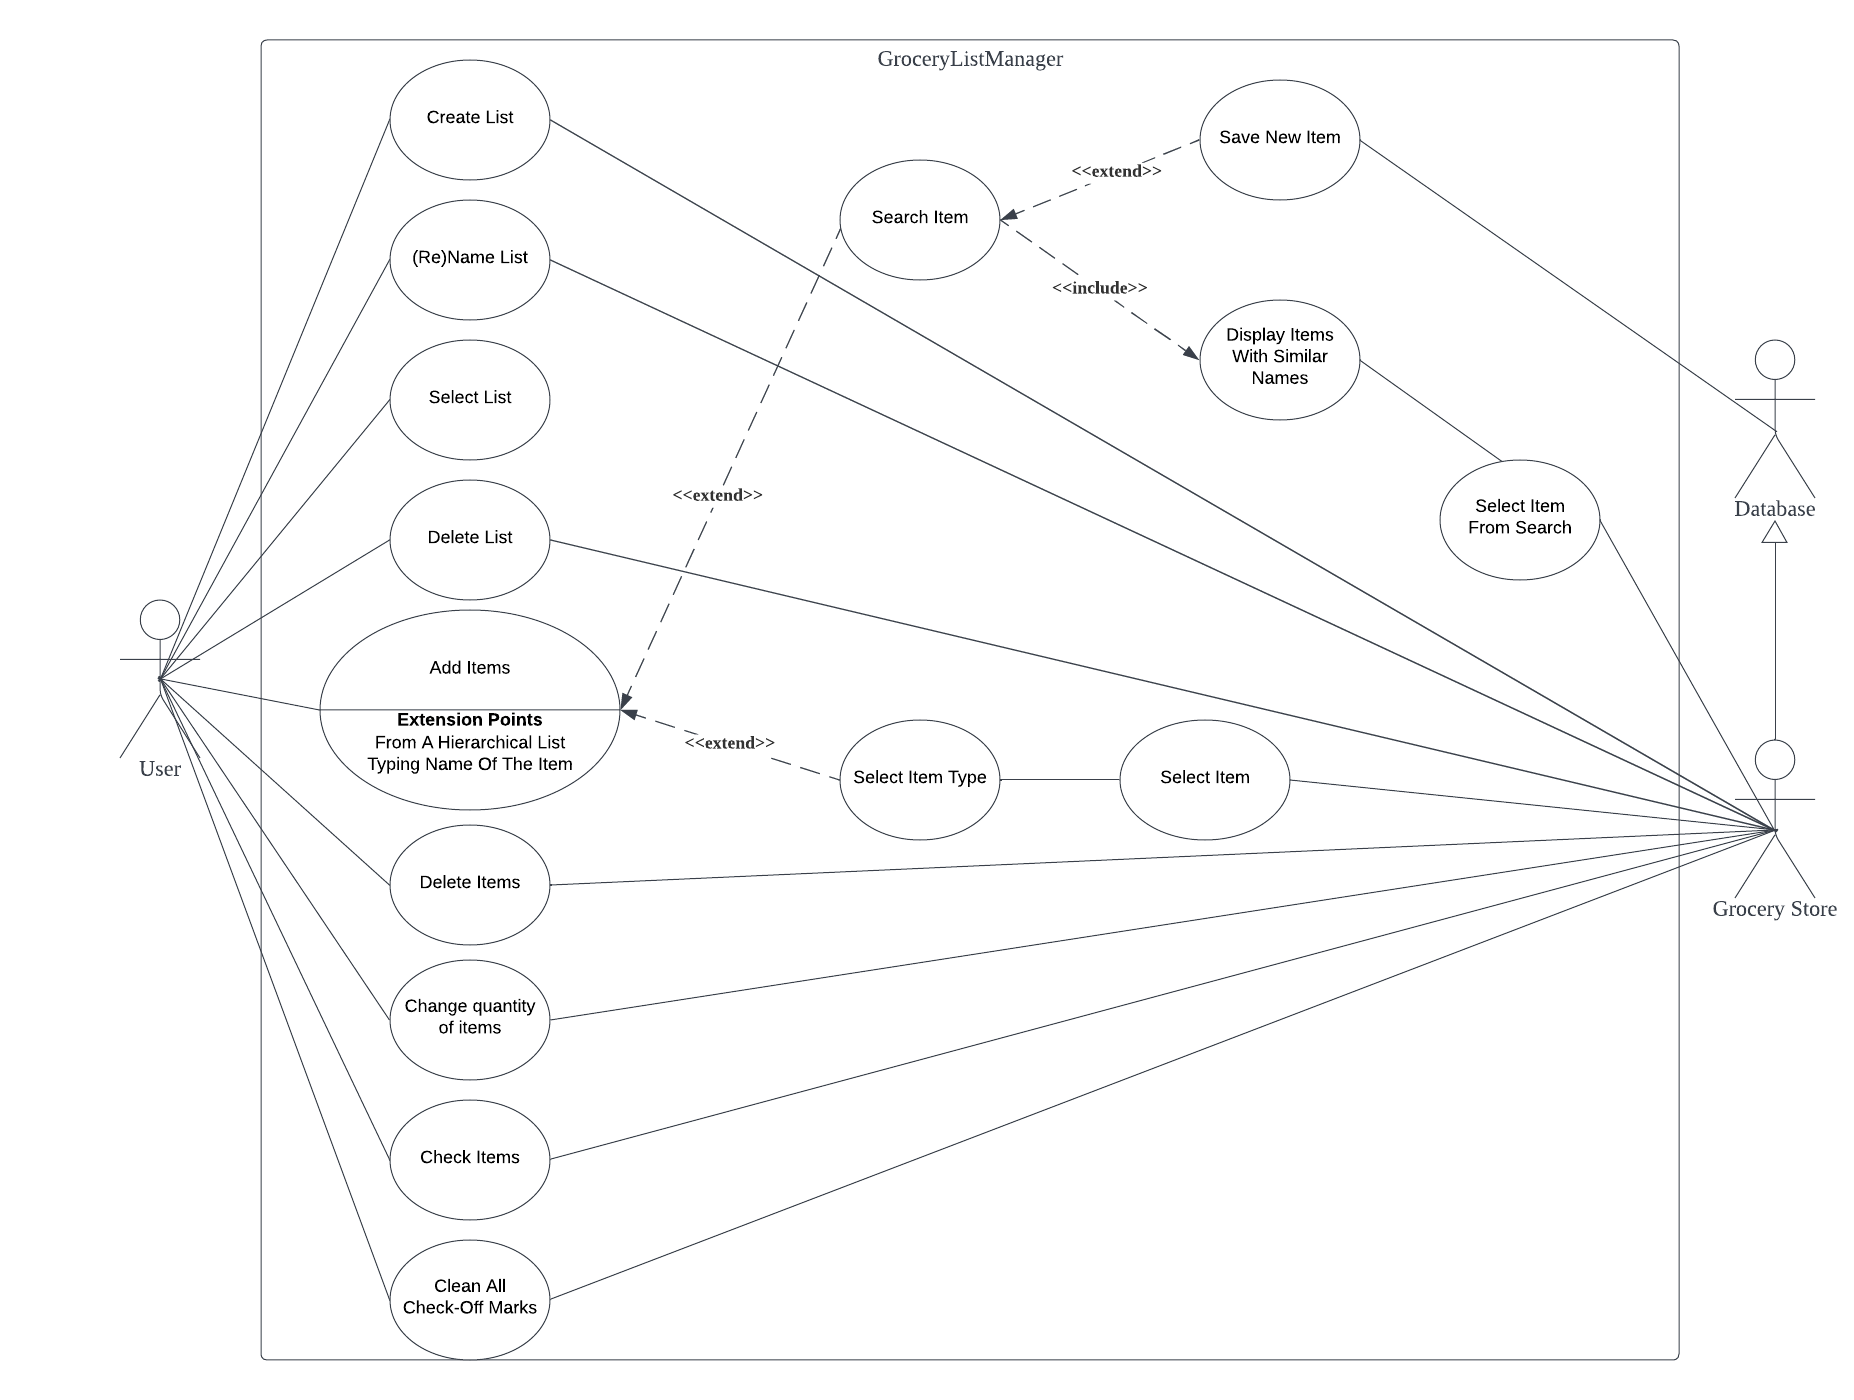 GroceryListManager
Create List
Save New Item
<<extend>>
Search Item
(Re)Name List
<<include>>
Display Items
With Similar
Names
Select List
<<extend>>
Select Item
From Search
Database
Delete List
Add Items
Extension Points
From A Hierarchical List
Typing Name Of The Item
User
<<extend>>
Select Item Type
Select Item
Delete Items
Grocery Store
Change quantity
of items
Check Items
Clean All
Check-Off Marks